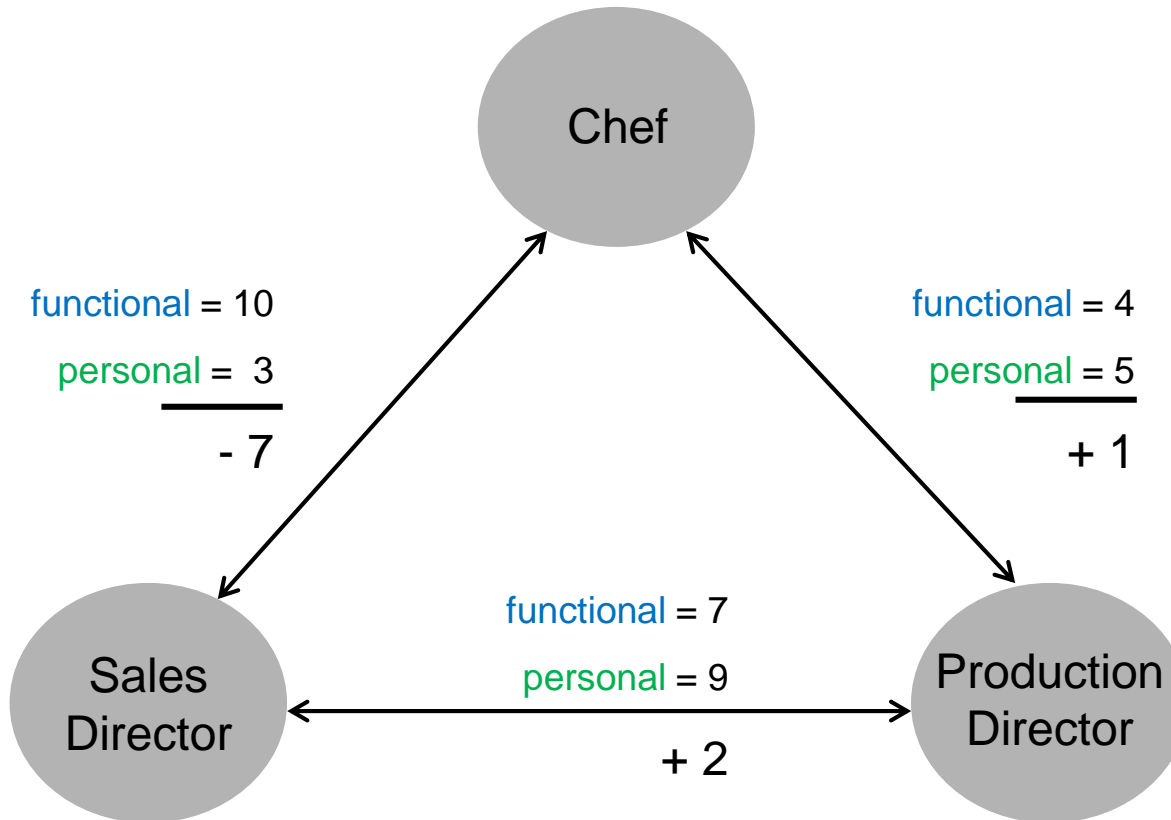 Chef
functional = 10
personal = 3
- 7
functional = 4
personal = 5
+ 1
functional = 7
personal = 9
+ 2
Sales
Director
Production
Director